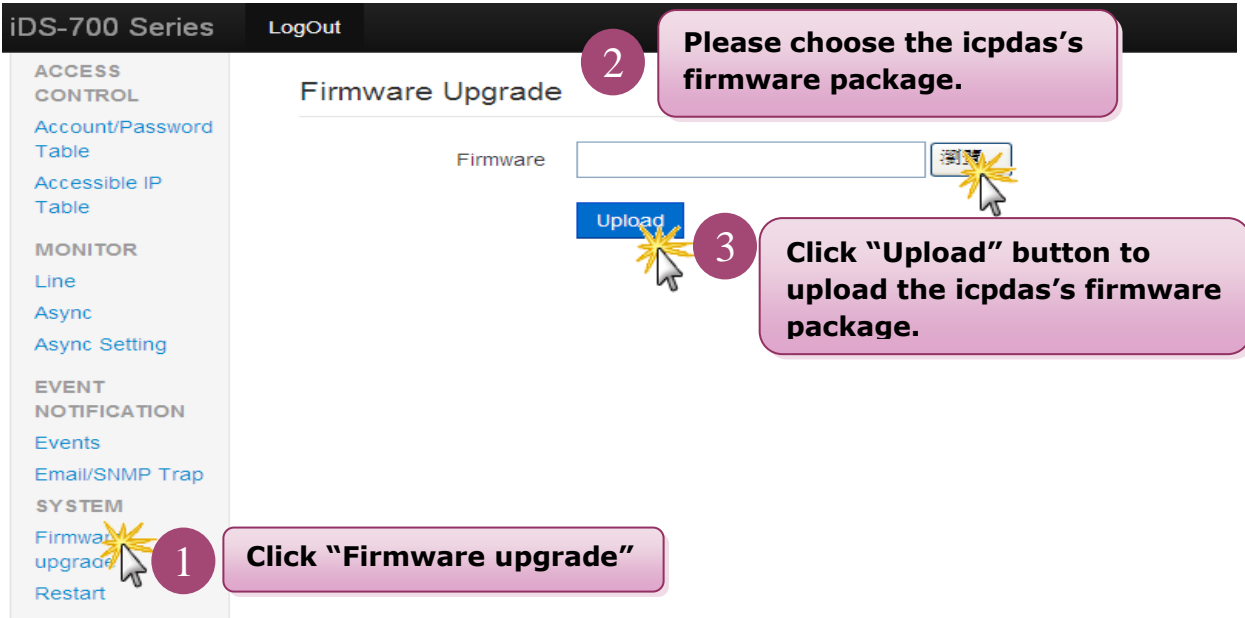 iDS-700 Series LogOut
ACCESS
CONTROL
Account/Password
Table
Accessible IP
Table
MONITOR
Line
Async
Async Setting
EVENT
NOTIFICATION
Events
Email/SNMP Trap
SYSTEM
Firmware
upgrade
Restart
1
Click “Firmware upgrade”
Firmware Upgrade
2
Please choose the icpdas’s
firmware package.
Firmware
Upload
3
Click “Upload” button to
upload the icpdas’s firmware
package.